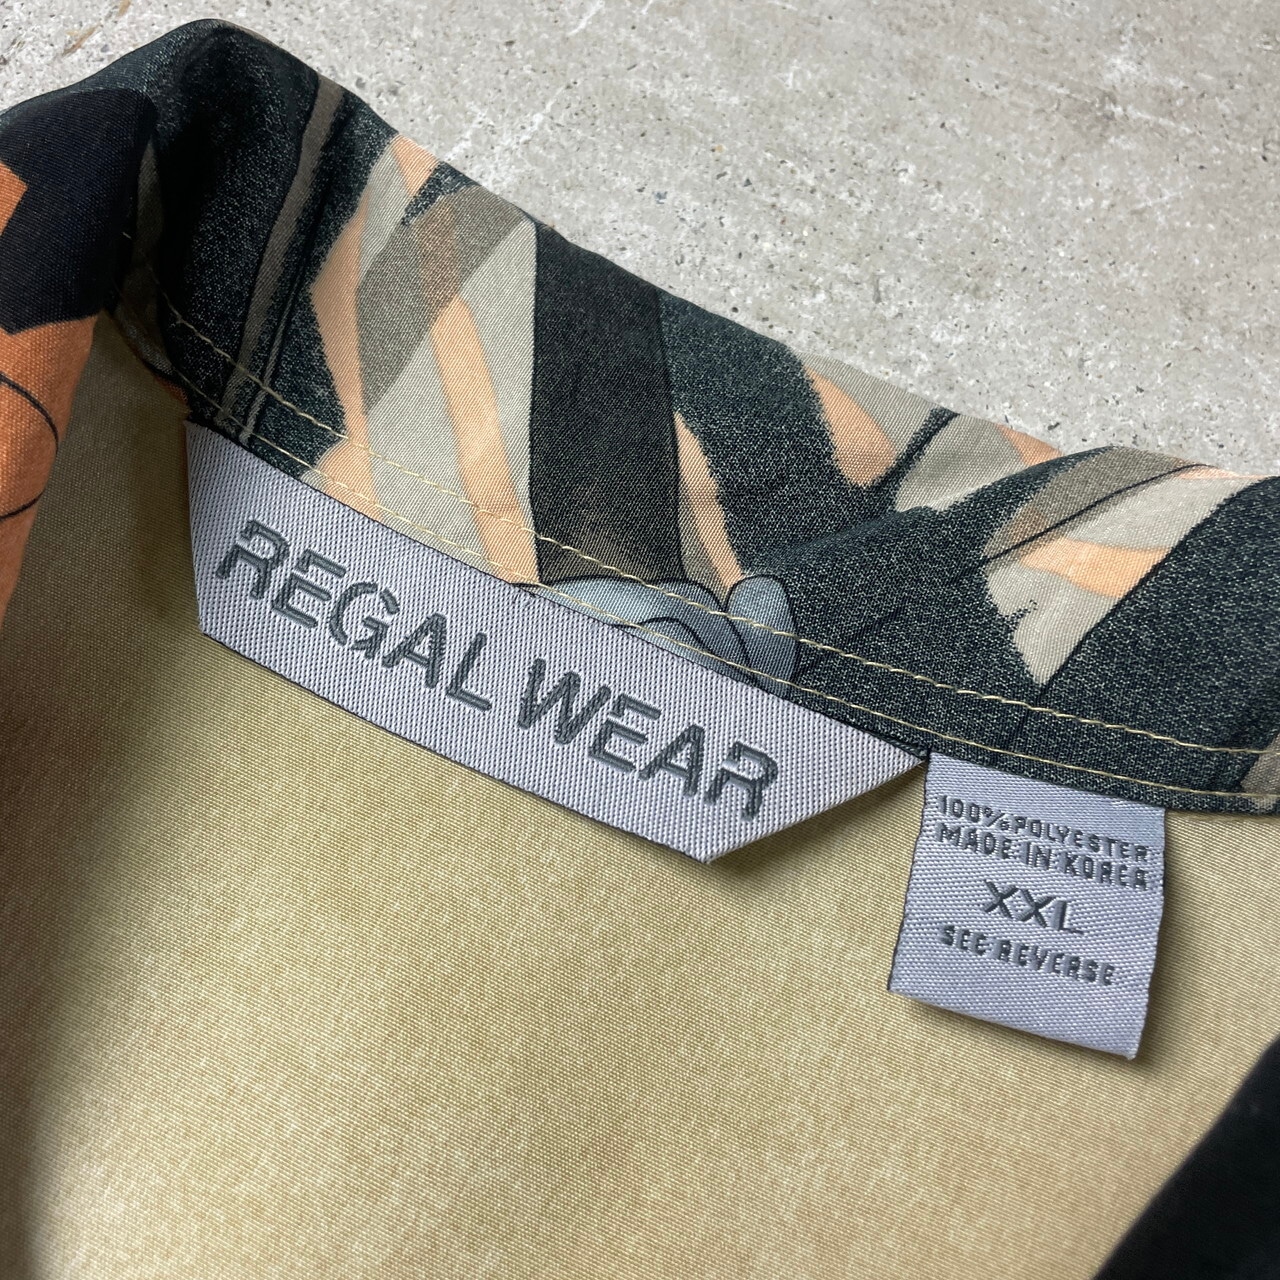 REGAL WEAR
100% POLYESTER
MADE IN KOREA
XXL
SEE REVERSE